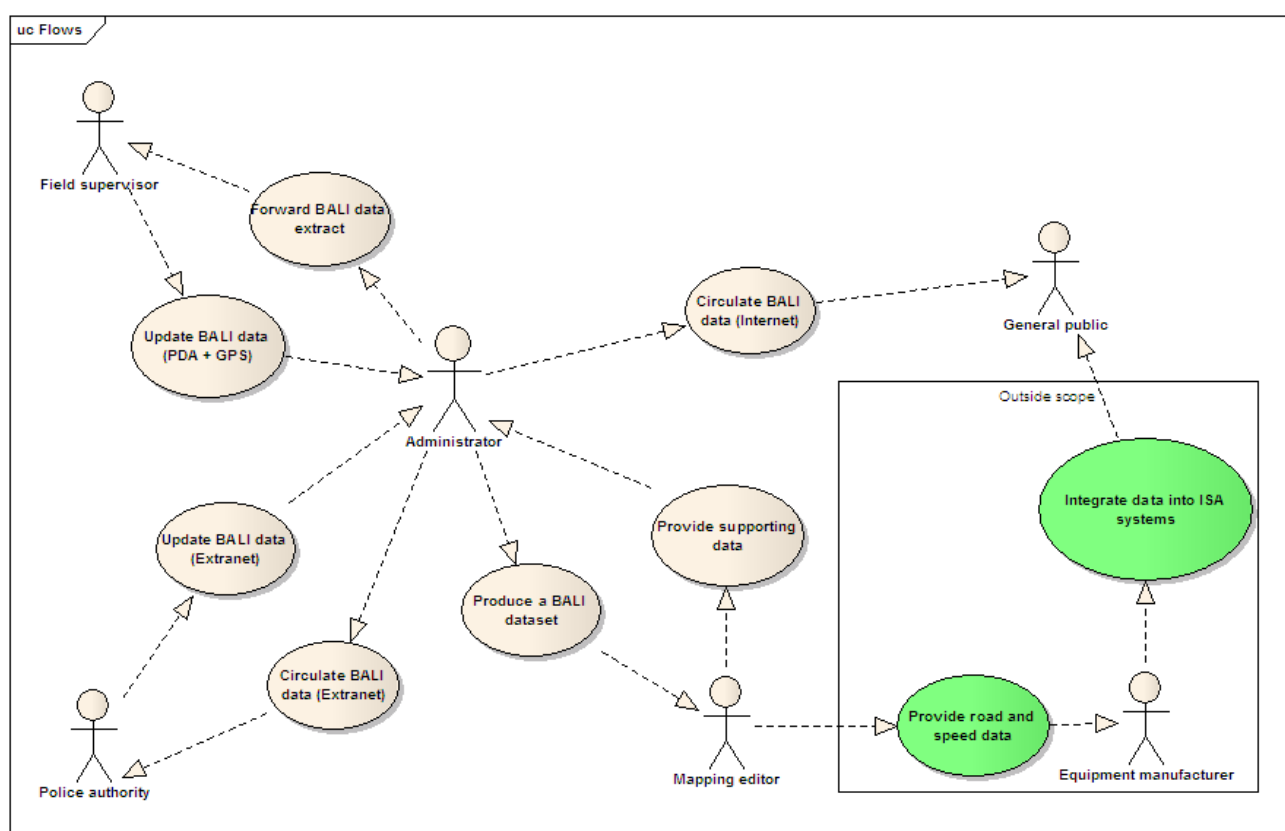 uc Flows
Field supervisor
Forward BALI data
extract
Update BALI data
(PDA + GPS)
Circulate BALI
data (Internet)
General public
Outside scope
Administrator
Integrate data into ISA
systems
Update BALI data
(Extranet)
Provide supporting
data
Produce a BALI
dataset
Circulate BALI
data (Extranet)
Provide road and
speed data
Police authority
Mapping editor
Equipment manufacturer